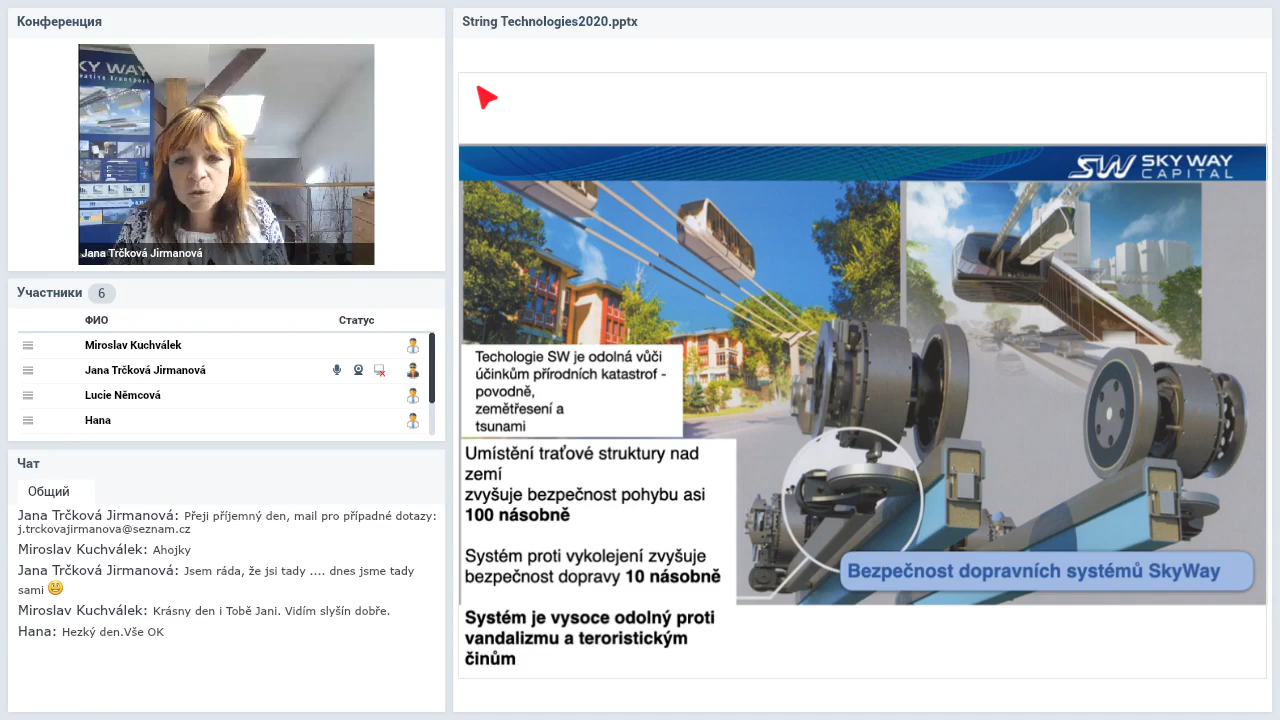 Конференция
KY WAY
Jana Trčková Jirmanová
Участники 6
ФИО Статус
Miroslav Kuchválek
Jana Trčková Jirmanová
Lucie Němcová
Hana
Чат
Общий
Jana Trčková Jirmanová: Přeji příjemný den, mail pro případné dotazy:
j.trckovajirmanova@seznam.cz
Miroslav Kuchválek: Ahojky
Jana Trčková Jirmanová: Jsem ráda, že jsi tady .... dnes jsme tady
sami
Miroslav Kuchválek: Krásny den i Tobě Jani. Vidím slyšín dobře.
Hana: Hezký den.Vše OK
String Technologies2020.pptx
SW SKY WAY
CAPITAL
Techologie SW je odolná vůči
účinkům přírodních katastrof -
povodně,
zemětřesení a
tsunami
Umístění traťové struktury nad
zemí
zvyšuje bezpečnost pohybu asi
100 násobně
Systém proti vykolejení zvyšuje
bezpečnost dopravy 10 násobně
Systém je vysoce odolný proti
vandalizmu a teroristickým
činům
Bezpečnost dopravních systémů SkyWay